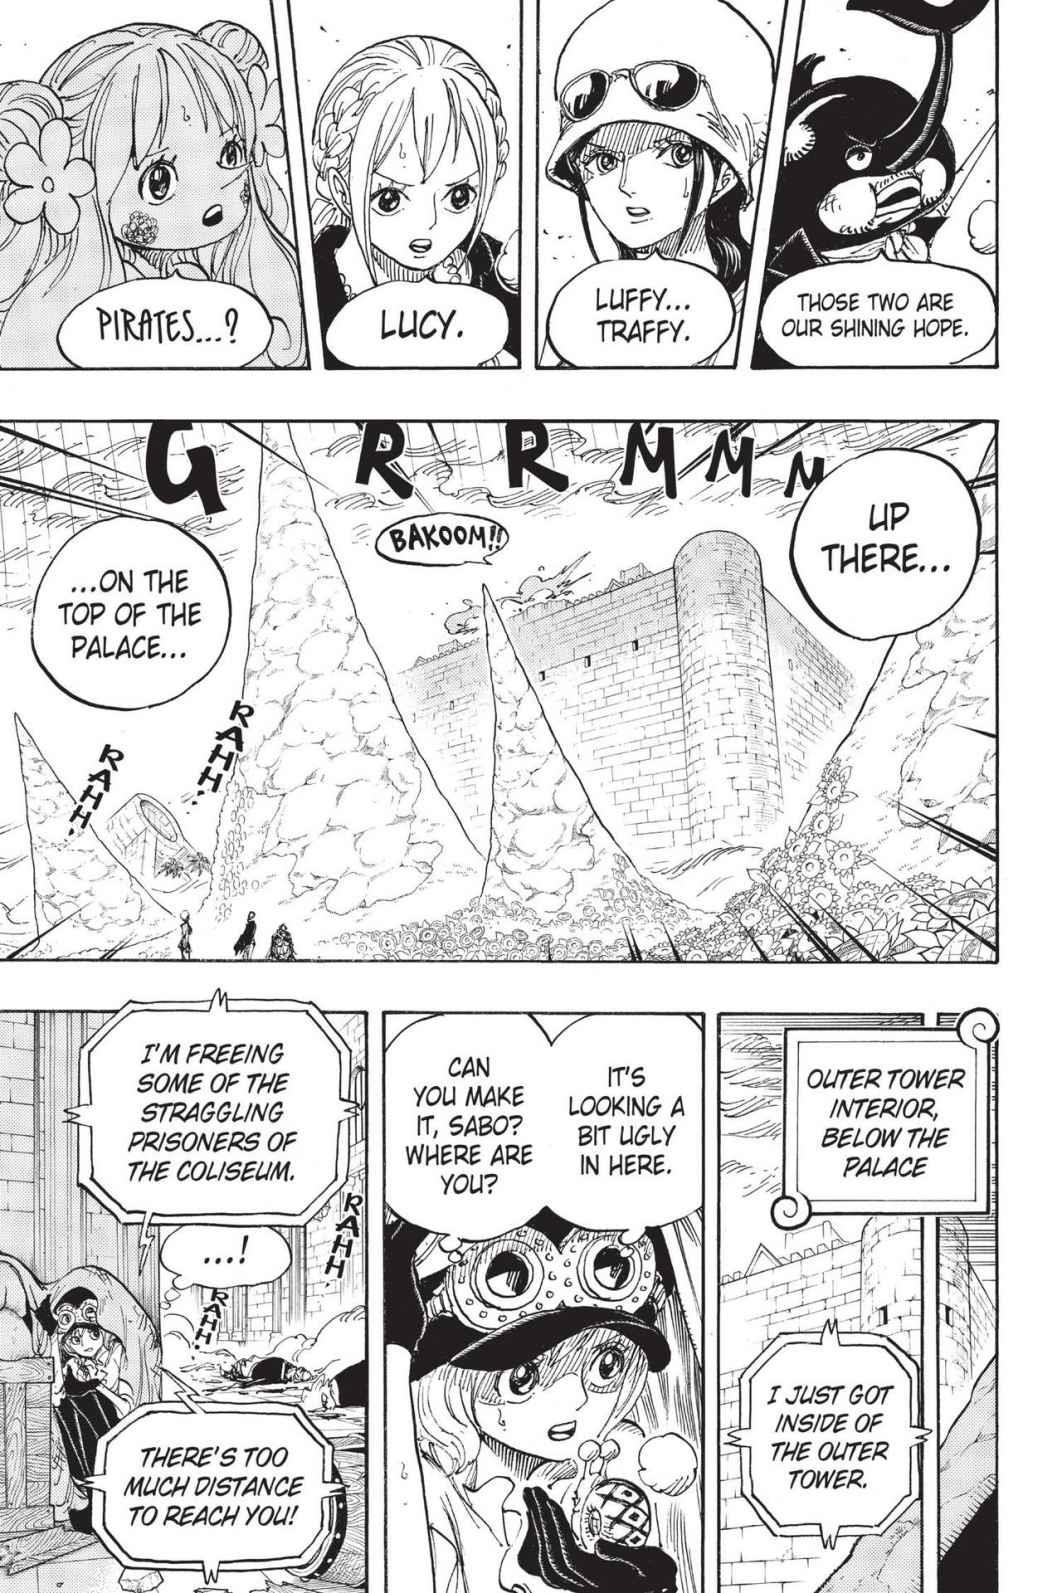 THOSE TWO ARE
OUR SHINING HOPE.
LUFFY...
TRAFFY.
LUCY.
PIRATES...?
GRRMMM
UP
THERE...
BAKOOM!!
...ON THE
TOP OF THE
PALACE...
RAHH!
RAHH!
OUTER TOWER
INTERIOR,
BELOW THE
PALACE
I JUST GOT
INSIDE OF
THE OUTER
TOWER.
IT'S
LOOKING A
BIT UGLY
IN HERE.
CAN
YOU MAKE
IT, SABO?
WHERE ARE
YOU?
I'M FREEING
SOME OF THE
STRAGGLING
PRISONERS OF
THE COLISEUM.
RAHH!
...!
RAHH!
THERE'S TOO
MUCH DISTANCE
TO REACH YOU!